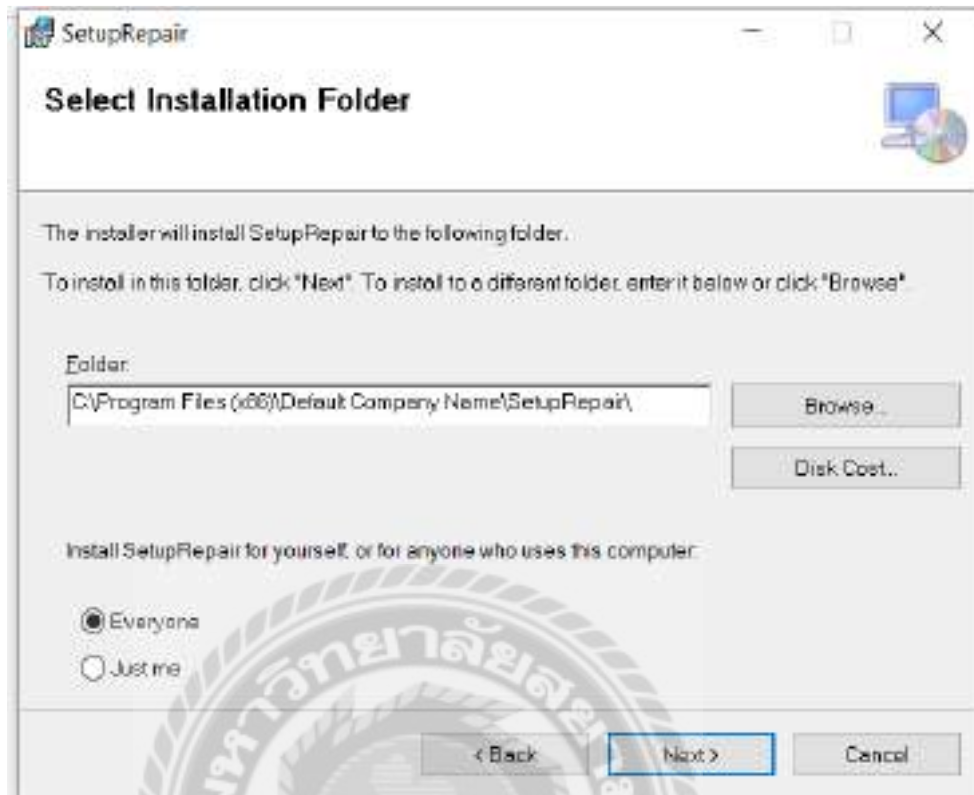 SetupRepair
Select Installation Folder
The installer will install SetupRepair to the following folder.
To install in this folder, click "Next". To install to a different folder, enter it below or click "Browse".
Folder:
C:\Program Files (x86)\Default Company Name\SetupRepair\
Browse...
Disk Cost...
Install SetupRepair for yourself, or for anyone who uses this computer:
Everyone
Just me
< Back
Next >
Cancel